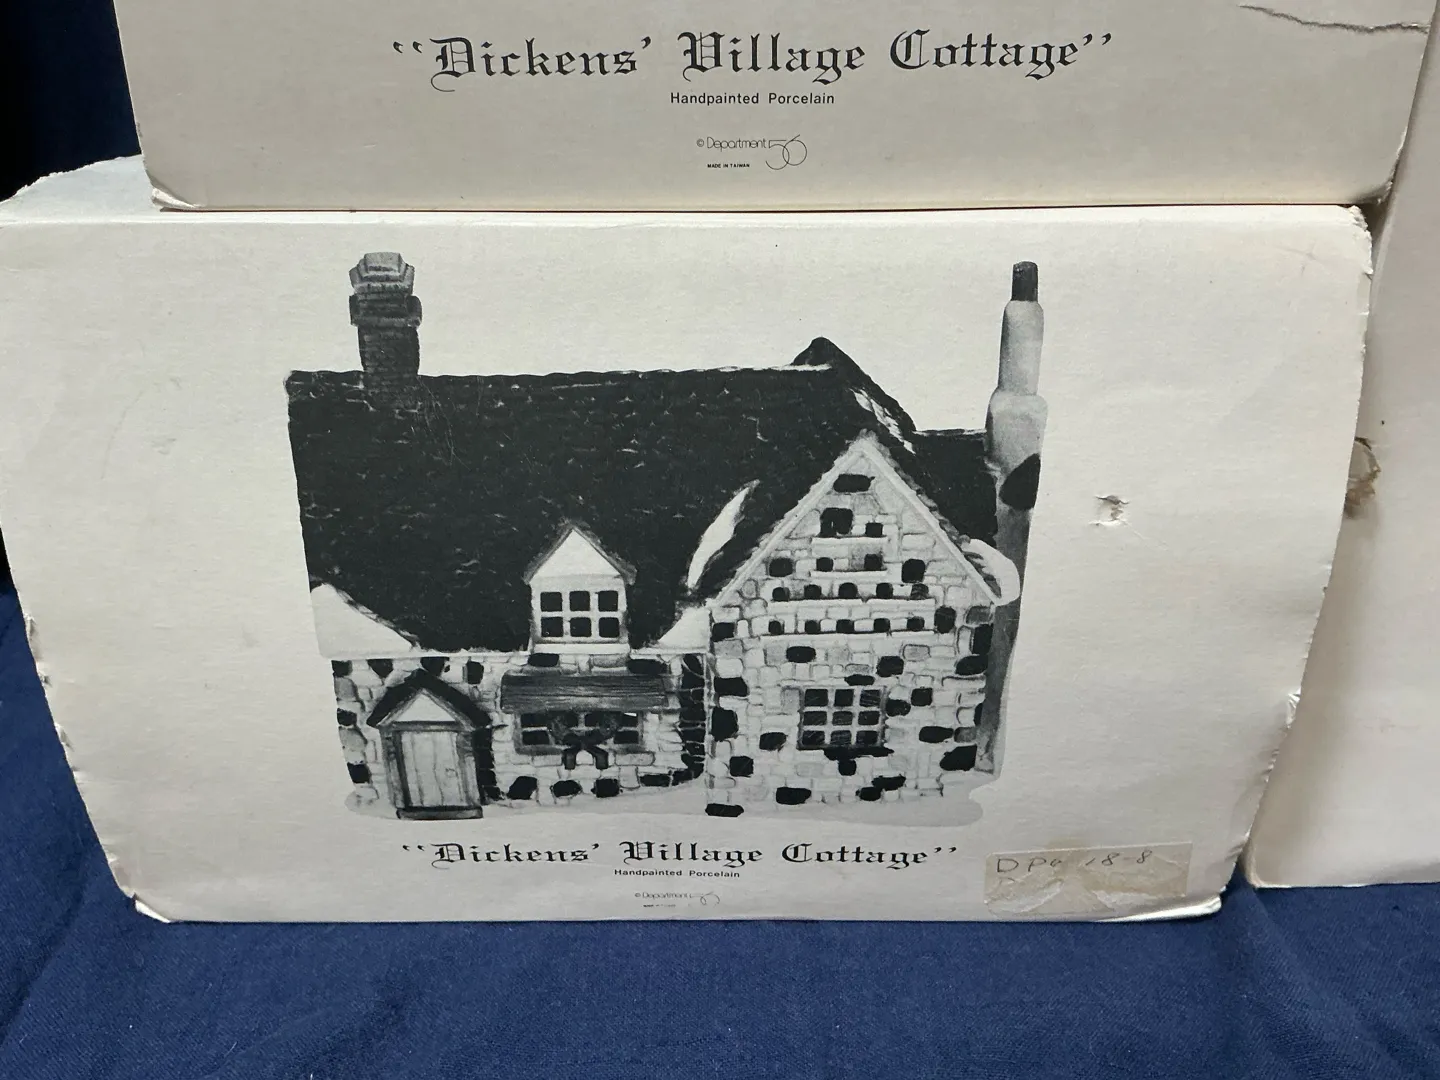 “Dickens’ Village Cottage”
Handpainted Porcelain
© Department 56
MADE IN TAIWAN
“Dickens’ Village Cottage”
Handpainted Porcelain
© Department 56
18-8